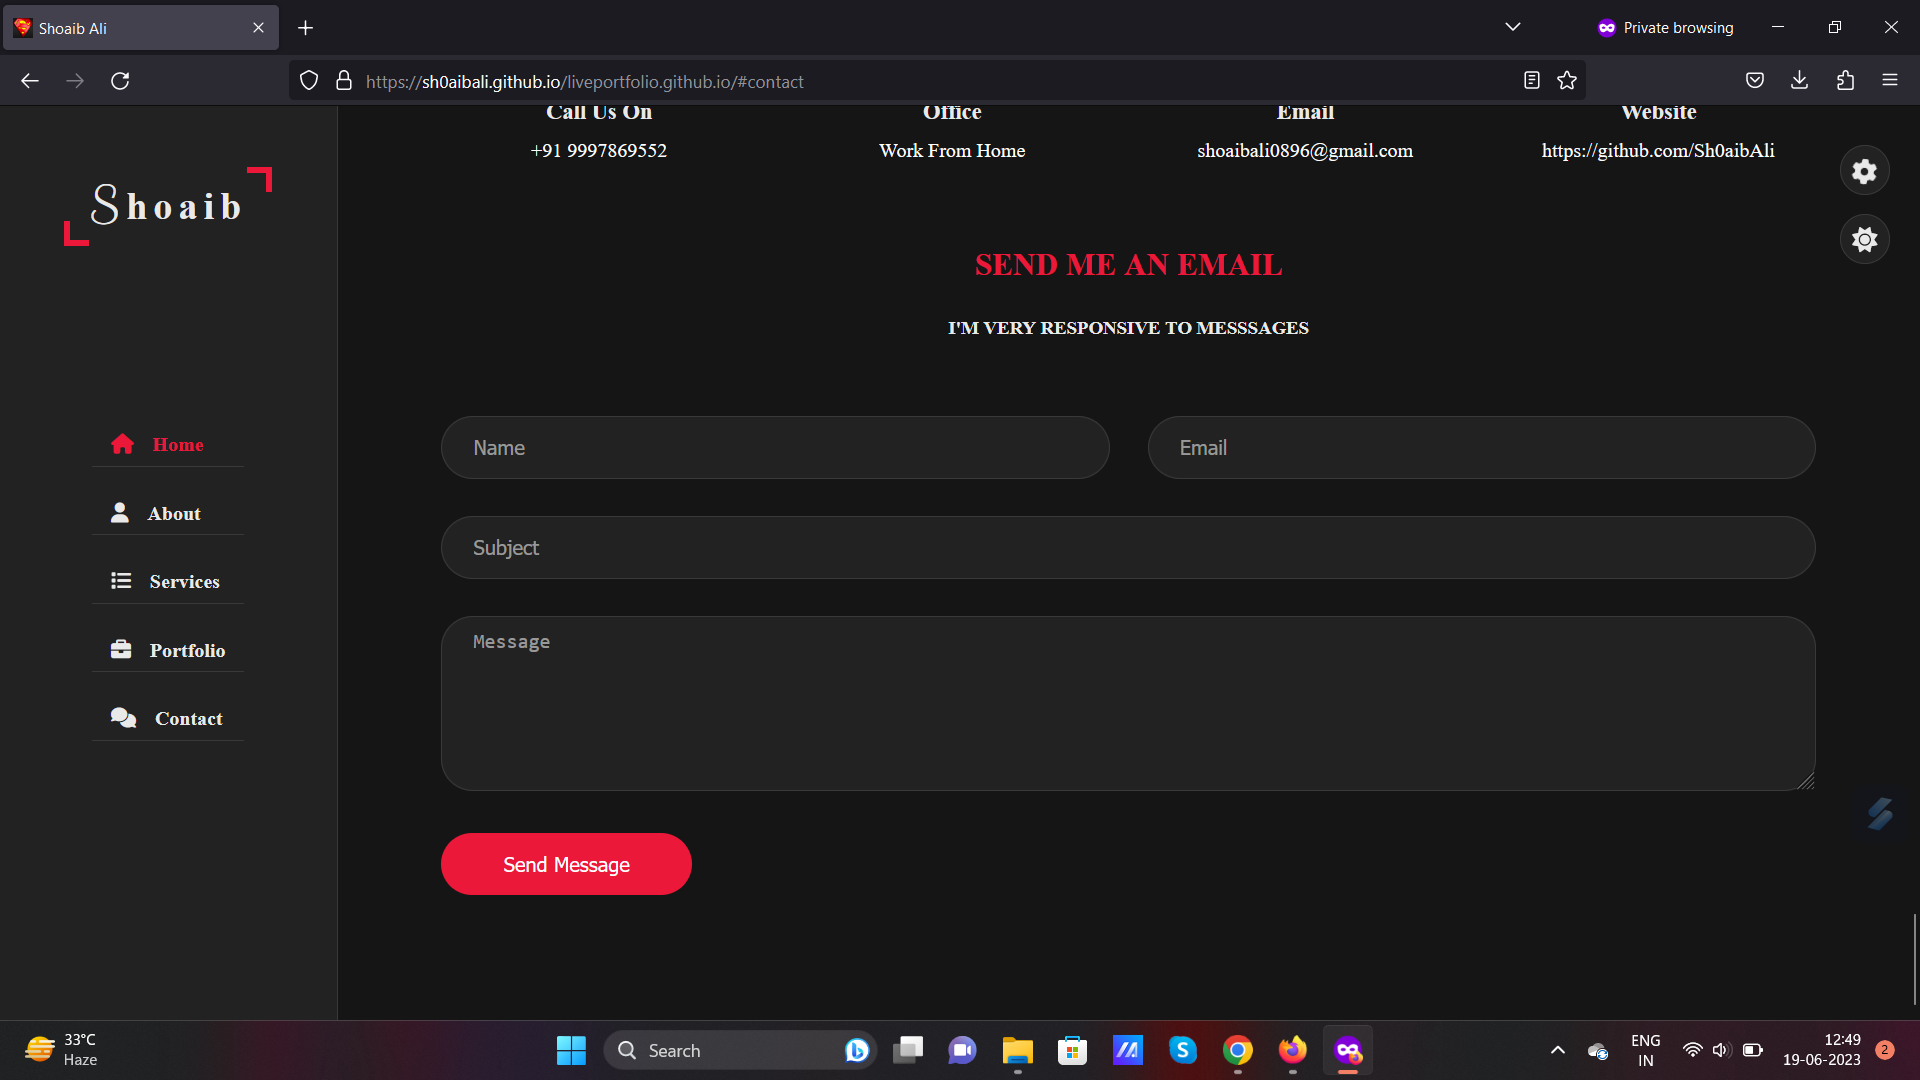 Shoaib Ali
Private browsing
https://sh0aibali.github.io/liveportfolio.github.io/#contact
Call Us On
+91 9997869552
Office
Work From Home
Email
shoaibali0896@gmail.com
Website
https://github.com/Sh0aibAli
Shoaib
Home
About
Services
Portfolio
Contact
SEND ME AN EMAIL
I'M VERY RESPONSIVE TO MESSSAGES
Name
Email
Subject
Message
Send Message
33°C
Haze
Search
ENG
IN
12:49
19-06-2023
2